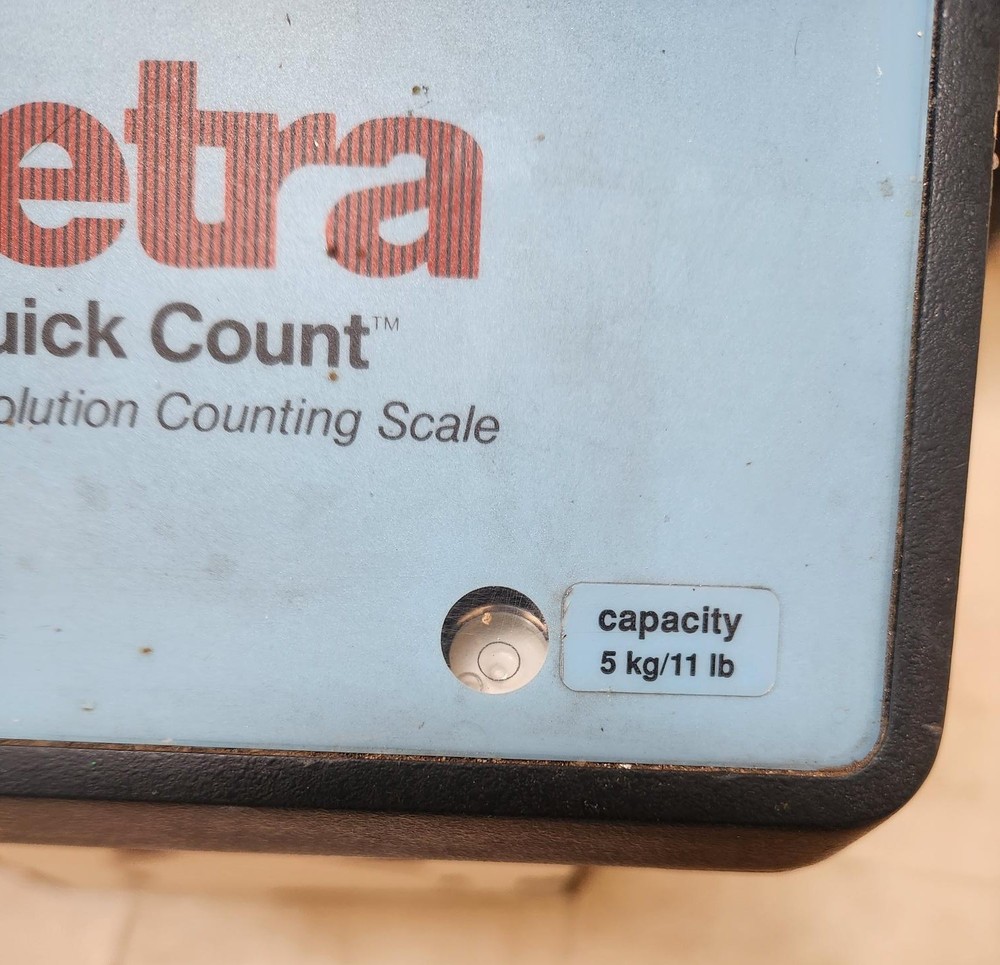 etra
uick Count™
olution Counting Scale
capacity
5 kg/11 lb